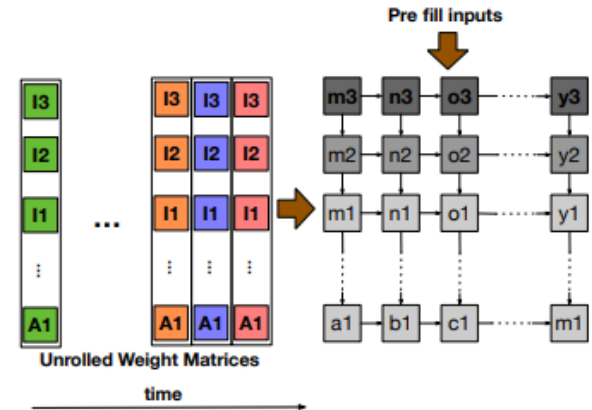 Pre fill inputs
I3 I3 I3 I3 m3 n3 o3 y3
I2 I2 I2 I2 m2 n2 o2 y2
I1 ... I1 I1 I1 m1 n1 o1 y1
A1 A1 A1 A1 a1 b1 c1 m1
Unrolled Weight Matrices
time